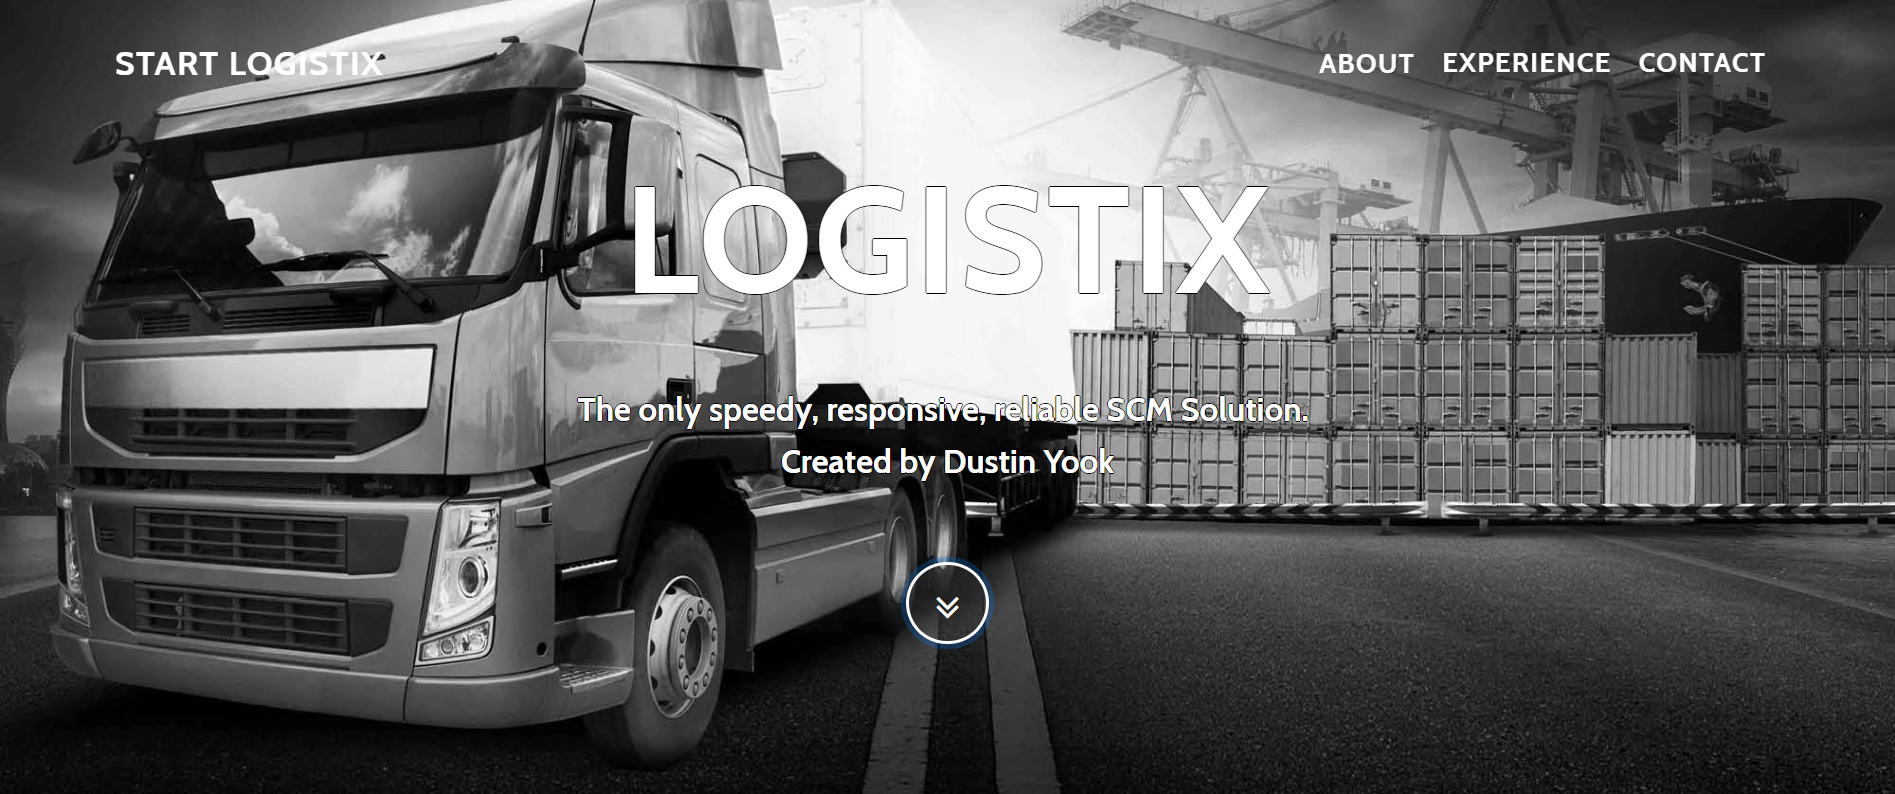 START LOGISTIX
ABOUT EXPERIENCE CONTACT
LOGISTIX
The only speedy, responsive, reliable SCM Solution.
Created by Dustin Yook